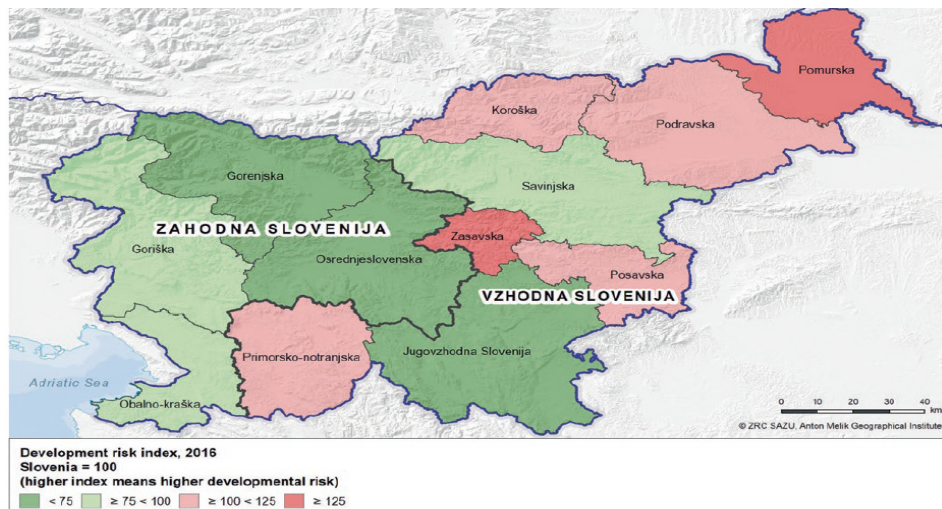 Pomurska
Koroška
Podravska
Gorenjska
Savinjska
ZAHODNA SLOVENIJA
Zasavska
Goriška
Osrednjeslovenska
Posavska
VZHODNA SLOVENIJA
Primorsko-notranjska
Jugovzhodna Slovenija
Adriatic Sea
Obalno-kraška
0 10 20 30 40
km
© ZRC SAZU, Anton Melik Geographical Institute
Development risk index, 2016
Slovenia = 100
(higher index means higher developmental risk)
< 75 ≥ 75 < 100 ≥ 100 < 125 ≥ 125